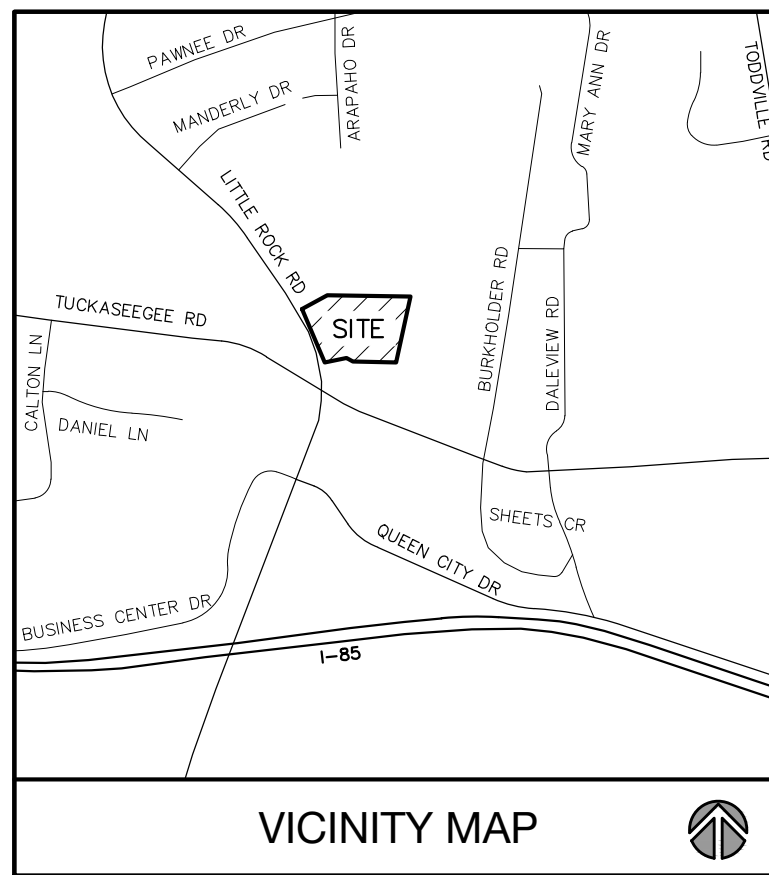 PAWNEE DR
ARAPAHO DR
MANDERLY DR
MARY ANN DR
TODDVILLE RD
LITTLE ROCK RD
TUCKASEEGEE RD
SITE
BURKHOLDER RD
DALEVIEW RD
CALTON LN
DANIEL LN
SHEETS CR
QUEEN CITY DR
BUSINESS CENTER DR
I-85
VICINITY MAP